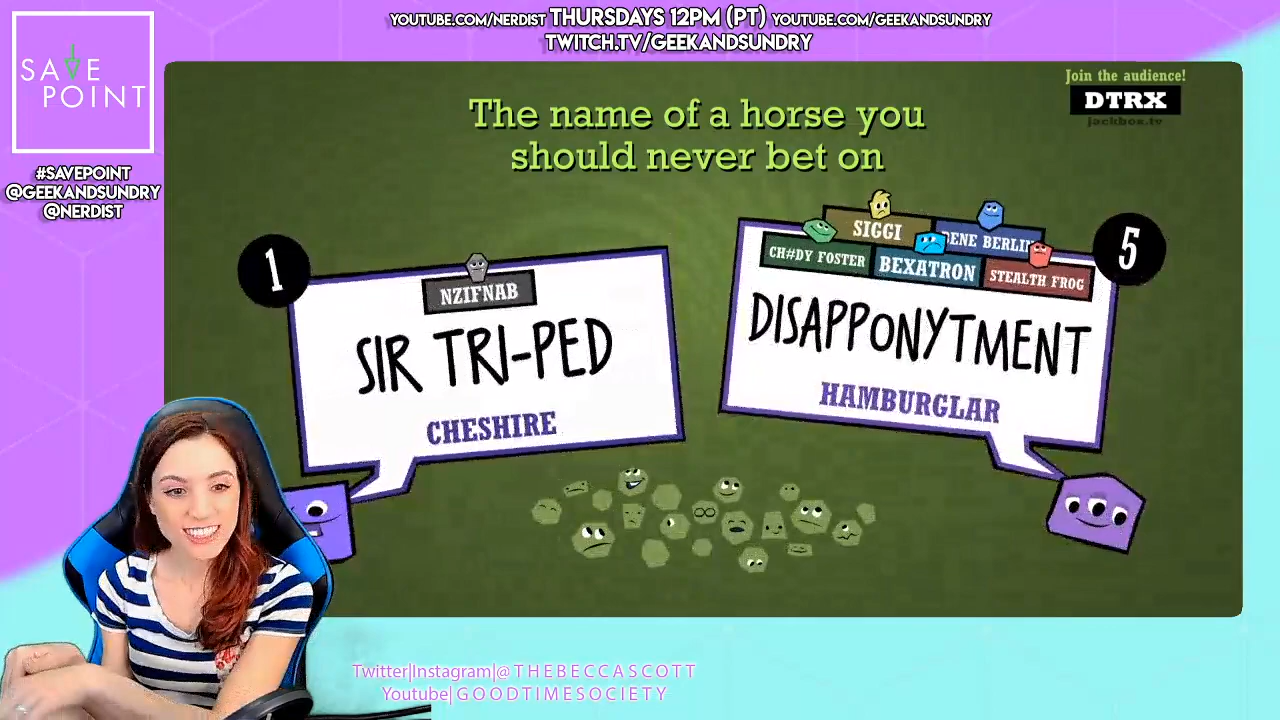 YOUTUBE.COM/NERDIST THURSDAYS 12PM (PT) YOUTUBE.COM/GEEKANDSUNDRY
TWITCH.TV/GEEKANDSUNDRY
SAVE
POINT
#SAVEPOINT
@GEEKANDSUNDRY
@NERDIST
Join the audience!
DTRX
jackbox.tv
The name of a horse you
should never bet on
1
NZIFNAB
SIR TRI-PED
CHESHIRE
5
SIGGI
CH#DY FOSTER
BEXATRON
STEALTH FROG
DISAPPONYTMENT
HAMBURGLAR
Twitter|Instagram|@THEBECCASCOTT
Youtube|GOODTIMESOCIETY